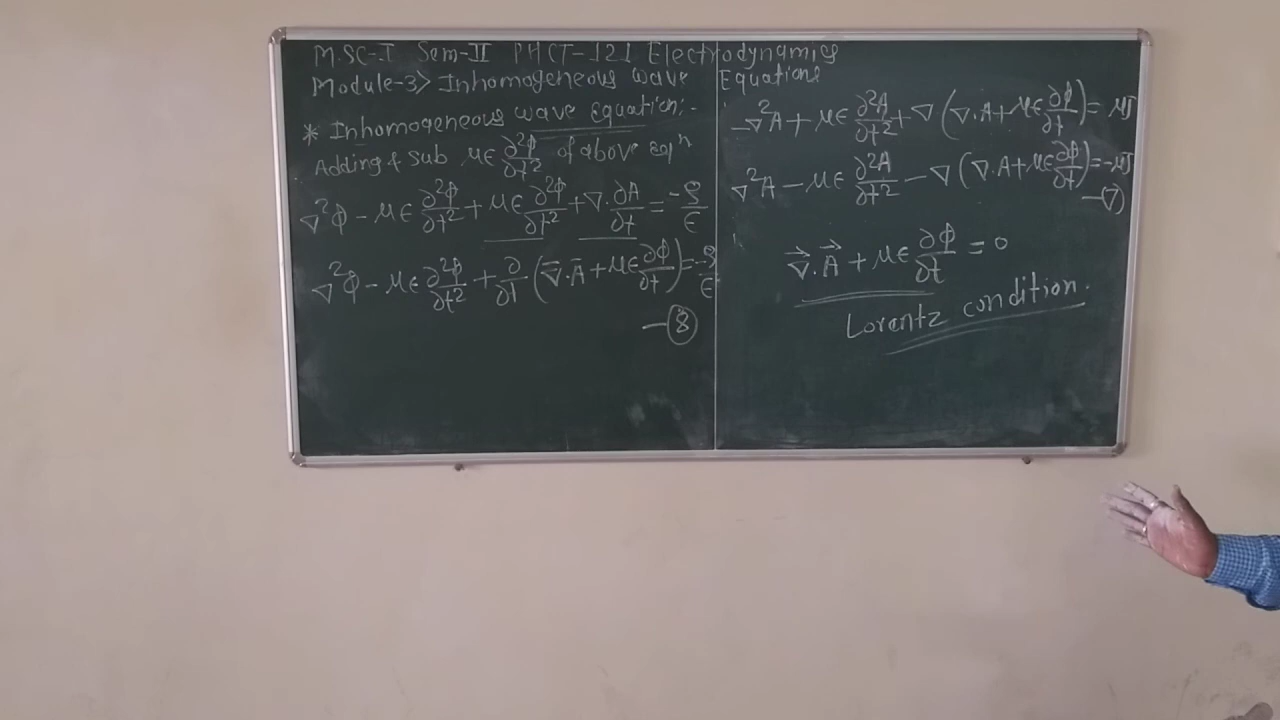 M.SC-I Sem-II PHCT-121 Electrodynamics
Module-3> Inhomogeneous wave Equations
* Inhomogeneous wave Equation:-
Adding & Sub με ∂²φ/∂t² of above eqⁿ
∇²φ - με ∂²φ/∂t² + με ∂²φ/∂t² + ∇.∂A/∂t = -ρ/ε
∇²φ - με ∂²φ/∂t² + ∂/∂t (∇.A + με ∂φ/∂t) = -ρ/ε
—(8)
-∇²A + με ∂²A/∂t² + ∇ (∇.A + με ∂φ/∂t) = μJ
∇²A - με ∂²A/∂t² - ∇ (∇.A + με ∂φ/∂t) = -μJ
—(7)
∇.A + με ∂φ/∂t = 0
Lorentz condition.